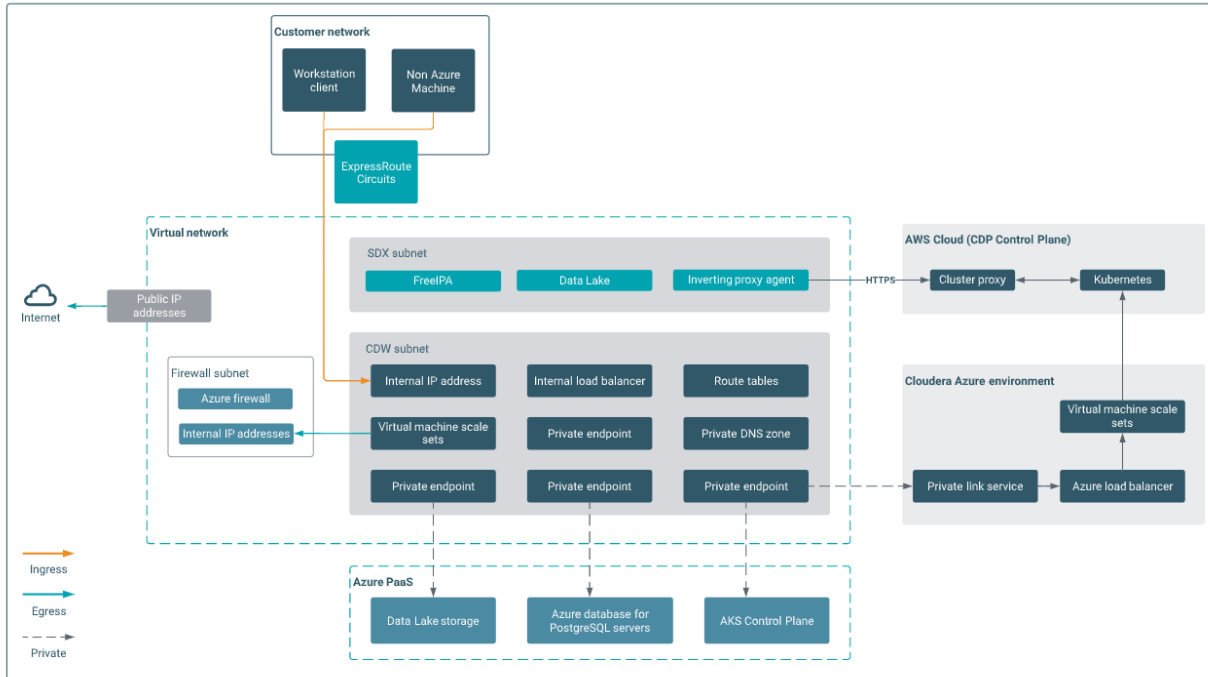 Customer network
Workstation
client
Non Azure
Machine
ExpressRoute
Circuits
Virtual network
SDX subnet
FreeIPA
Data Lake
Inverting proxy agent
HTTPS
AWS Cloud (CDP Control Plane)
Cluster proxy
Kubernetes
Internet
Public IP
addresses
Firewall subnet
Azure firewall
Internal IP addresses
CDW subnet
Internal IP address
Internal load balancer
Route tables
Virtual machine scale
sets
Private endpoint
Private DNS zone
Private endpoint
Private endpoint
Private endpoint
Cloudera Azure environment
Virtual machine scale
sets
Private link service
Azure load balancer
Azure PaaS
Data Lake storage
Azure database for
PostgreSQL servers
AKS Control Plane
Ingress
Egress
Private